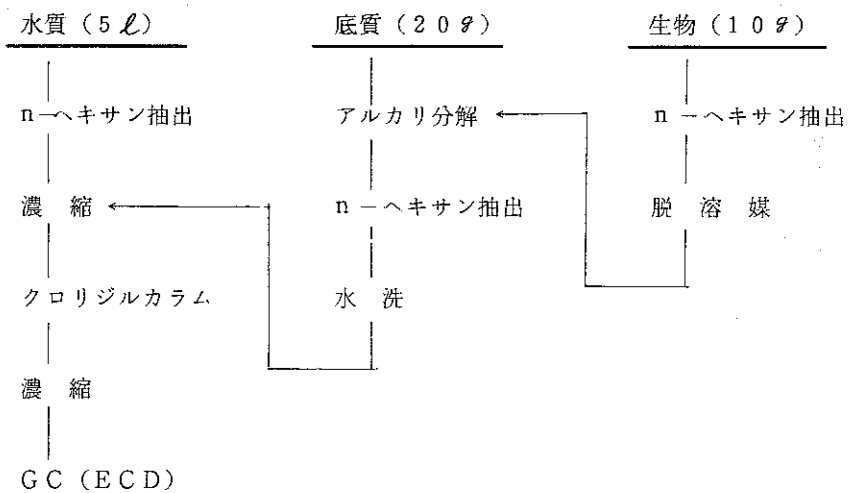 水質（5ℓ）
n－ヘキサン抽出
濃　縮
クロリジルカラム
濃　縮
GC（ECD）
底質（20g）
アルカリ分解
n－ヘキサン抽出
水　洗
生物（10g）
n－ヘキサン抽出
脱　溶　媒